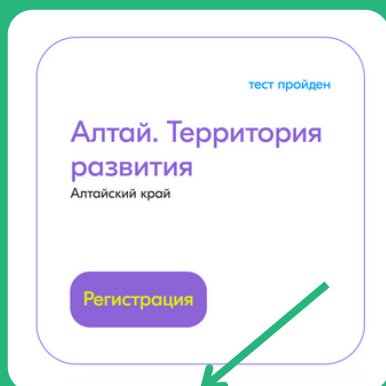 тест пройден
Алтай. Территория
развития
Алтайский край
Регистрация